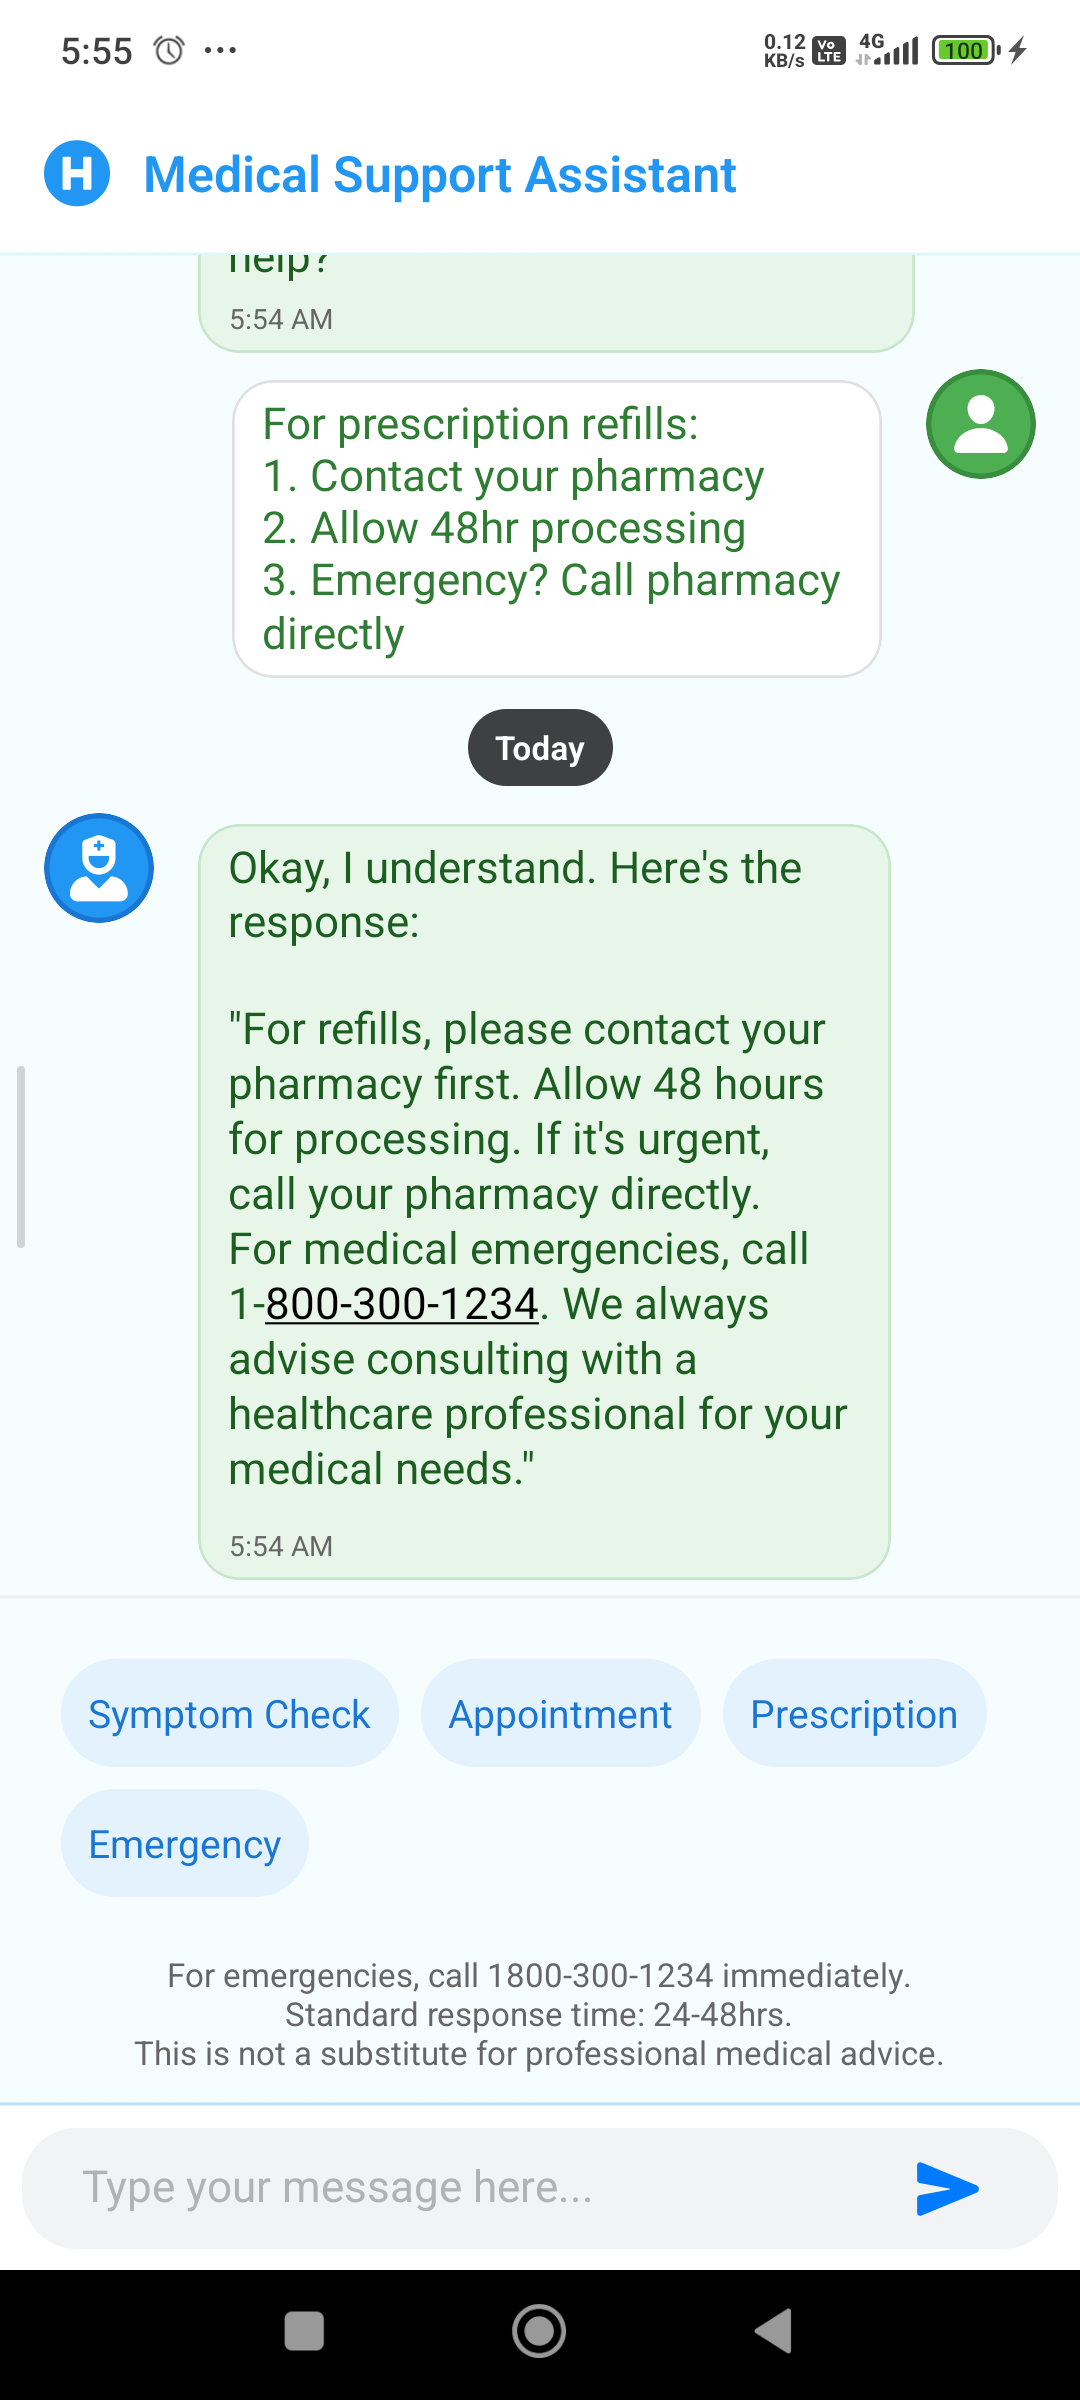 5:55
0.12
KB/s
Vo
LTE
4G
100
H
Medical Support Assistant
help?
5:54 AM
For prescription refills:
1. Contact your pharmacy
2. Allow 48hr processing
3. Emergency? Call pharmacy
directly
Today
Okay, I understand. Here's the
response:
"For refills, please contact your
pharmacy first. Allow 48 hours
for processing. If it's urgent,
call your pharmacy directly.
For medical emergencies, call
1-800-300-1234. We always
advise consulting with a
healthcare professional for your
medical needs."
5:54 AM
Symptom Check
Appointment
Prescription
Emergency
For emergencies, call 1800-300-1234 immediately.
Standard response time: 24-48hrs.
This is not a substitute for professional medical advice.
Type your message here...